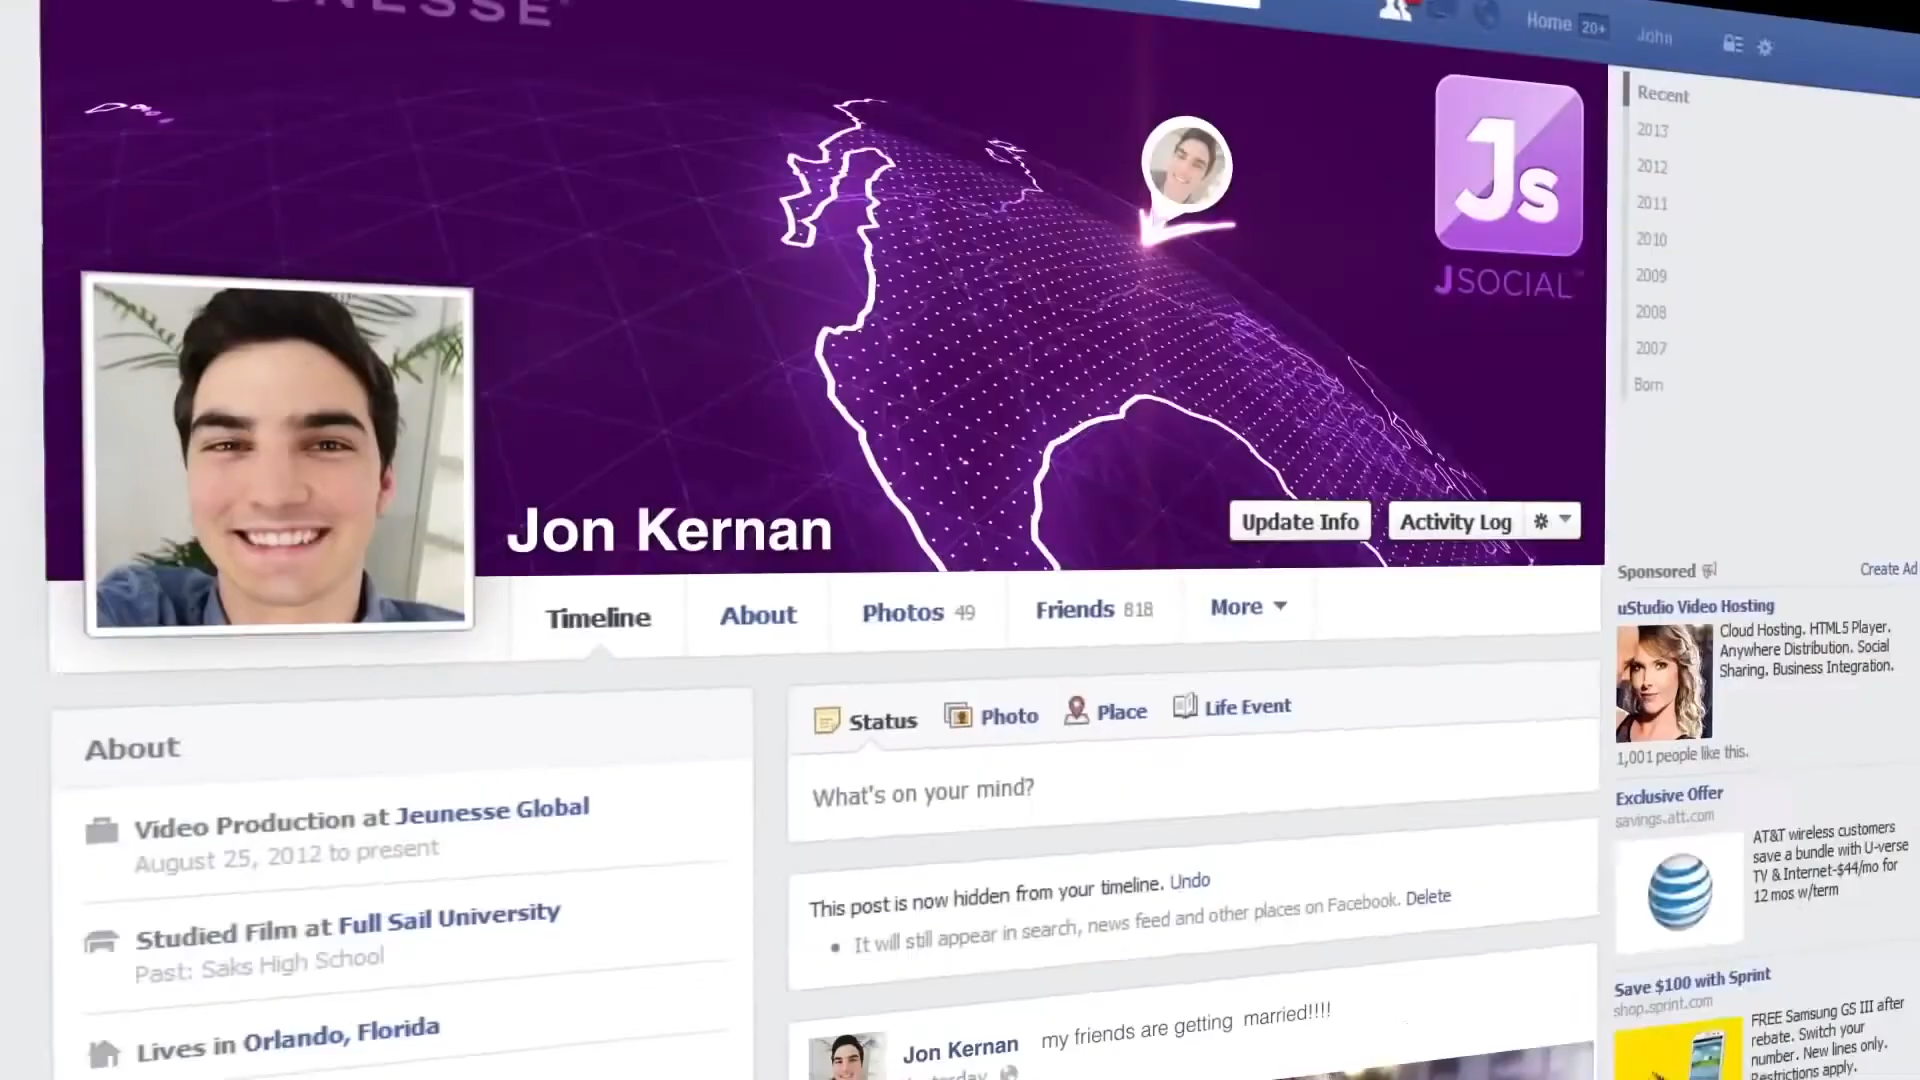 Home 20+ John
Js
JSOCIAL™
Recent
2013
2012
2011
2010
2009
2008
2007
Born
Jon Kernan
Update Info
Activity Log
Timeline
About
Photos 49
Friends 818
More
About
Video Production at Jeunesse Global
August 25, 2012 to present
Studied Film at Full Sail University
Past: Saks High School
Lives in Orlando, Florida
Status
Photo
Place
Life Event
What's on your mind?
This post is now hidden from your timeline. Undo
• It will still appear in search, news feed and other places on Facebook. Delete
Jon Kernan my friends are getting married!!!!
Sponsored
Create Ad
uStudio Video Hosting
Cloud Hosting. HTML5 Player.
Anywhere Distribution. Social
Sharing. Business Integration.
1,001 people like this.
Exclusive Offer
savings.att.com
AT&T wireless customers
save a bundle with U-verse
TV & Internet-$44/mo for
12 mos w/term
Save $100 with Sprint
shop.sprint.com
FREE Samsung GS III after
rebate. Switch your
number. New lines only.
Restrictions apply.